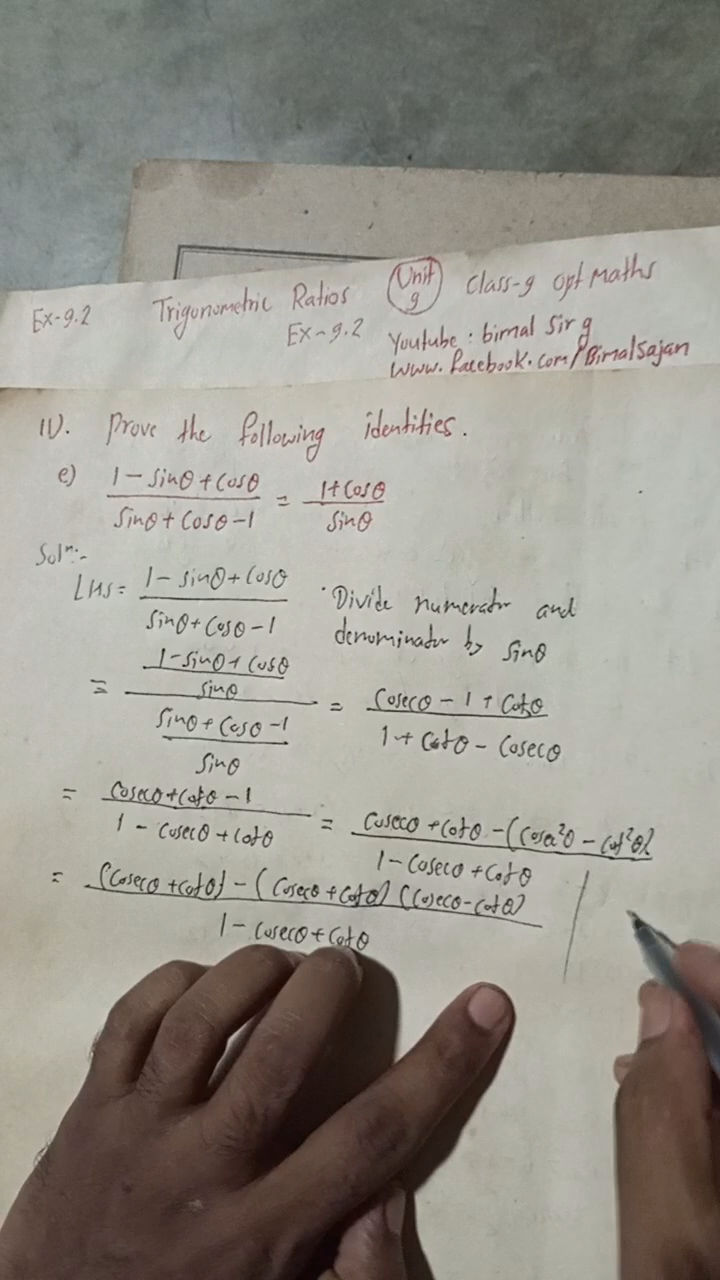 Ex-9.2 Trigonometric Ratios Unit 9 Class-9 opt Maths
Ex-9.2 Youtube : bimal Sir g
www.facebook.com/BimalSajan
10. Prove the following identities.
e) (1 - sinθ + cosθ)/(sinθ + cosθ - 1) = (1 + cosθ)/sinθ
Solⁿ:-
LHS = (1 - sinθ + cosθ)/(sinθ + cosθ - 1) Divide numerator and
denominator by sinθ
= ((1 - sinθ + cosθ)/sinθ)/((sinθ + cosθ - 1)/sinθ) = (cosecθ - 1 + cotθ)/(1 + cotθ - cosecθ)
= (cosecθ + cotθ - 1)/(1 - cosecθ + cotθ) = (cosecθ + cotθ - (cosec²θ - cot²θ))/(1 - cosecθ + cotθ)
= ((cosecθ + cotθ) - (cosecθ + cotθ)(cosecθ - cotθ))/(1 - cosecθ + cotθ)